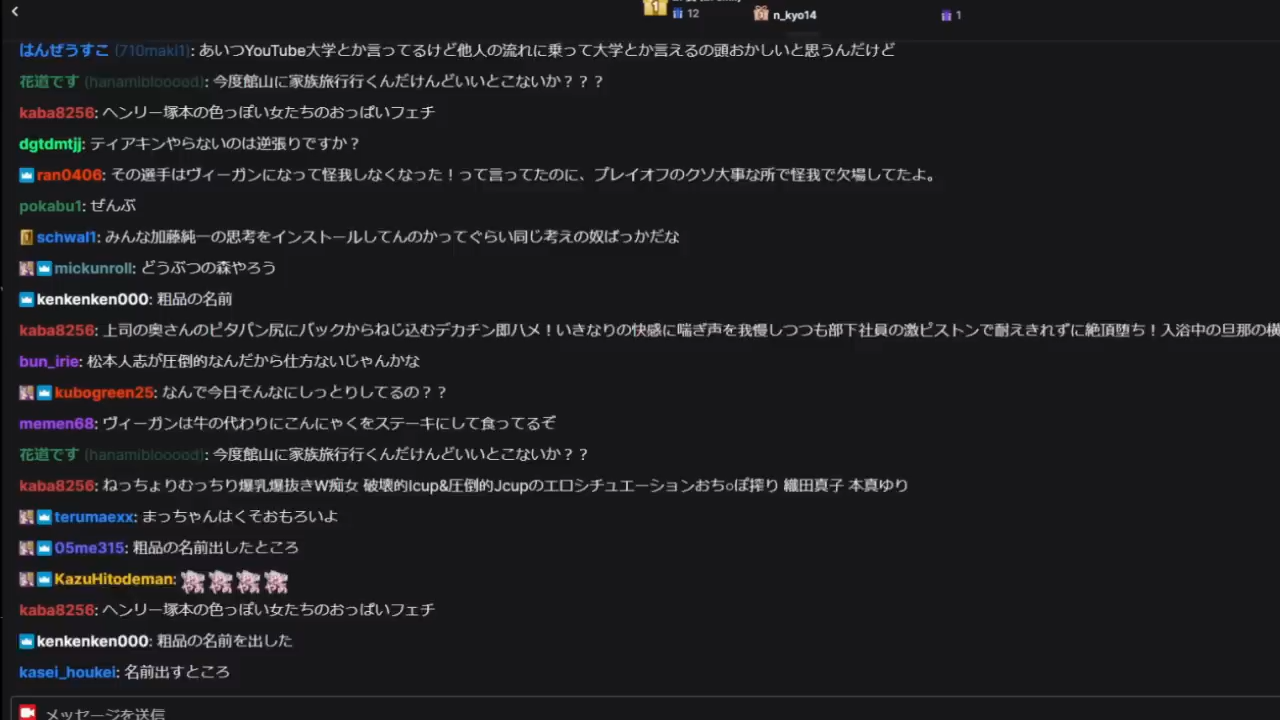 12
n_kyo14
1
はんぜうすこ (710maki1): あいつYouTube大学とか言ってるけど他人の流れに乗って大学とか言えるの頭おかしいと思うんだけど
花道です (hanamiblooood): 今度館山に家族旅行行くんだけんどいいとこないか？？？
kaba8256: ヘンリー塚本の色っぽい女たちのおっぱいフェチ
dgtdmtjj: ティアキンやらないのは逆張りですか？
ran0406: その選手はヴィーガンになって怪我しなくなった！って言ってたのに、プレイオフのクソ大事な所で怪我で欠場してたよ。
pokabu1: ぜんぶ
schwal1: みんな加藤純一の思考をインストールしてんのかってぐらい同じ考えの奴ばっかだな
mickunroll: どうぶつの森やろう
kenkenken000: 粗品の名前
kaba8256: 上司の奥さんのピタパン尻にバックからねじ込むデカチン即ハメ！いきなりの快感に喘ぎ声を我慢しつつも部下社員の激ピストンで耐えきれずに絶頂堕ち！入浴中の旦那の横
bun_irie: 松本人志が圧倒的なんだから仕方ないじゃんかな
kubogreen25: なんで今日そんなにしっとりしてるの？？
memen68: ヴィーガンは牛の代わりにこんにゃくをステーキにして食ってるぞ
花道です (hanamiblooood): 今度館山に家族旅行行くんだけんどいいとこないか？？
kaba8256: ねっちょりむっちり爆乳爆抜きW痴女 破壊的Icup&圧倒的Jcupのエロシチュエーションおち○ぽ搾り 織田真子 本真ゆり
terumaexx: まっちゃんはくそおもろいよ
05me315: 粗品の名前出したところ
KazuHitodeman:
kaba8256: ヘンリー塚本の色っぽい女たちのおっぱいフェチ
kenkenken000: 粗品の名前を出した
kasei_houkei: 名前出すところ
メッセージを送信